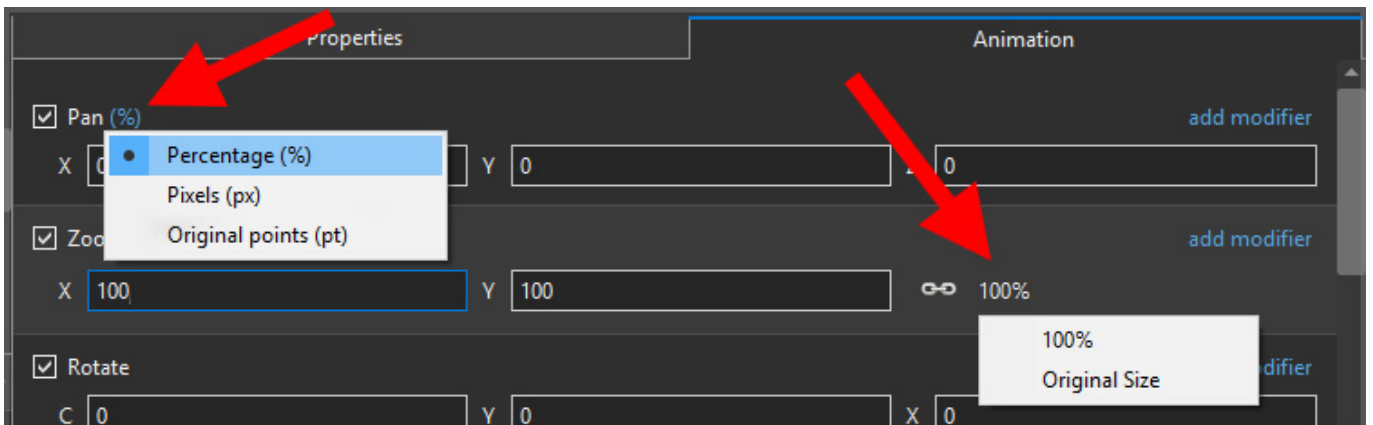 Properties
Animation
Pan (%)
add modifier
X
Y 0
0
Percentage (%)
Pixels (px)
Original points (pt)
add modifier
X 100
Y 100
100%
100%
Original Size
Rotate
C 0
Y 0
X 0